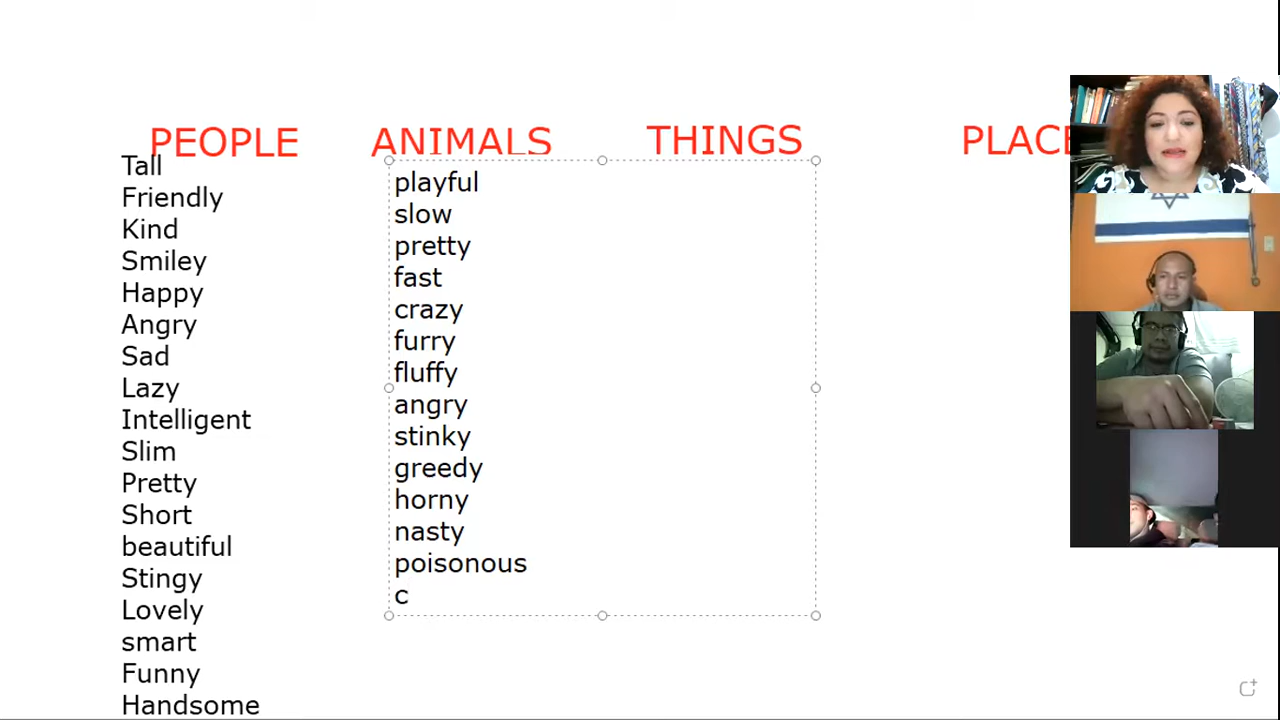 PEOPLE ANIMALS THINGS PLACE
Tall
Friendly
Kind
Smiley
Happy
Angry
Sad
Lazy
Intelligent
Slim
Pretty
Short
beautiful
Stingy
Lovely
smart
Funny
Handsome
playful
slow
pretty
fast
crazy
furry
fluffy
angry
stinky
greedy
horny
nasty
poisonous
c